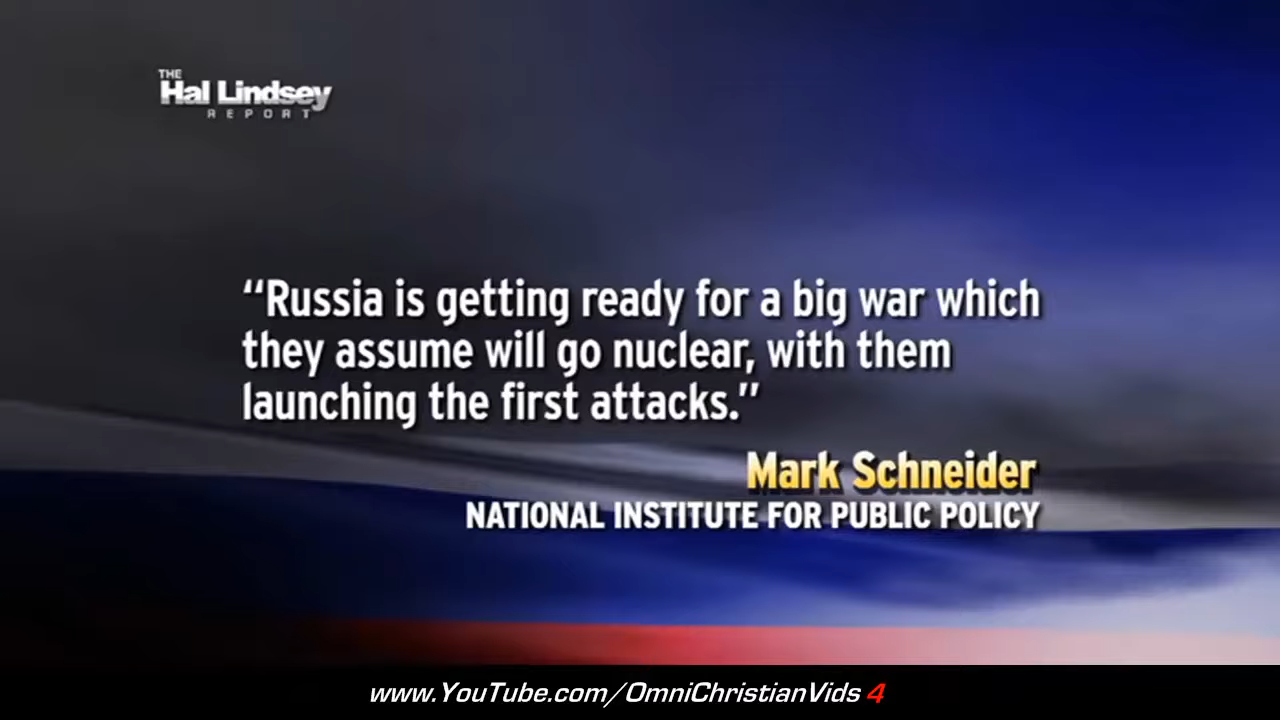 THE
Hal Lindsey
REPORT
“Russia is getting ready for a big war which
they assume will go nuclear, with them
launching the first attacks.”
Mark Schneider
NATIONAL INSTITUTE FOR PUBLIC POLICY
www.YouTube.com/OmniChristianVids 4